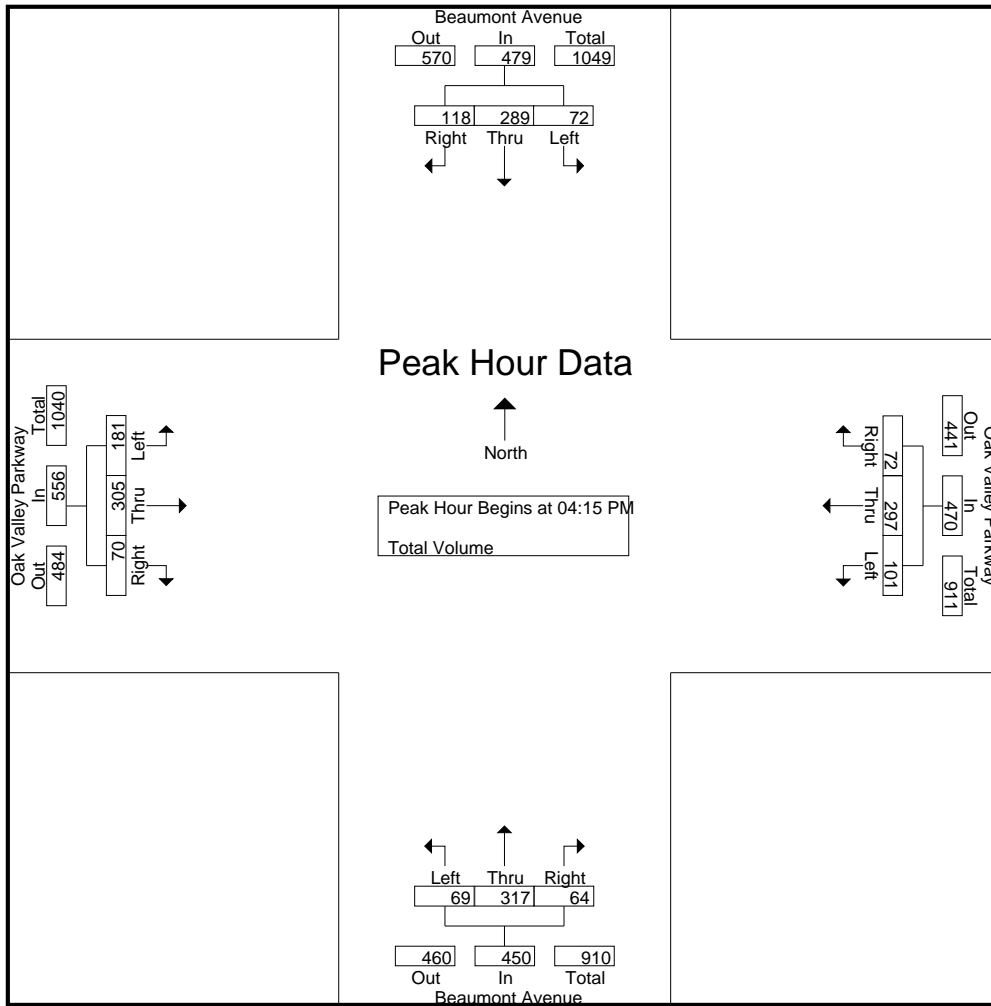 Beaumont Avenue
Out In Total
570 479 1049
118 289 72
Right Thru Left
Peak Hour Data
North
Peak Hour Begins at 04:15 PM
Total Volume
Oak Valley Parkway
Total In Out
1040 556 484
181 305 70
Left Thru Right
Oak Valley Parkway
Out In Total
441 470 911
72 297 101
Right Thru Left
Left Thru Right
69 317 64
460 450 910
Out In Total
Beaumont Avenue